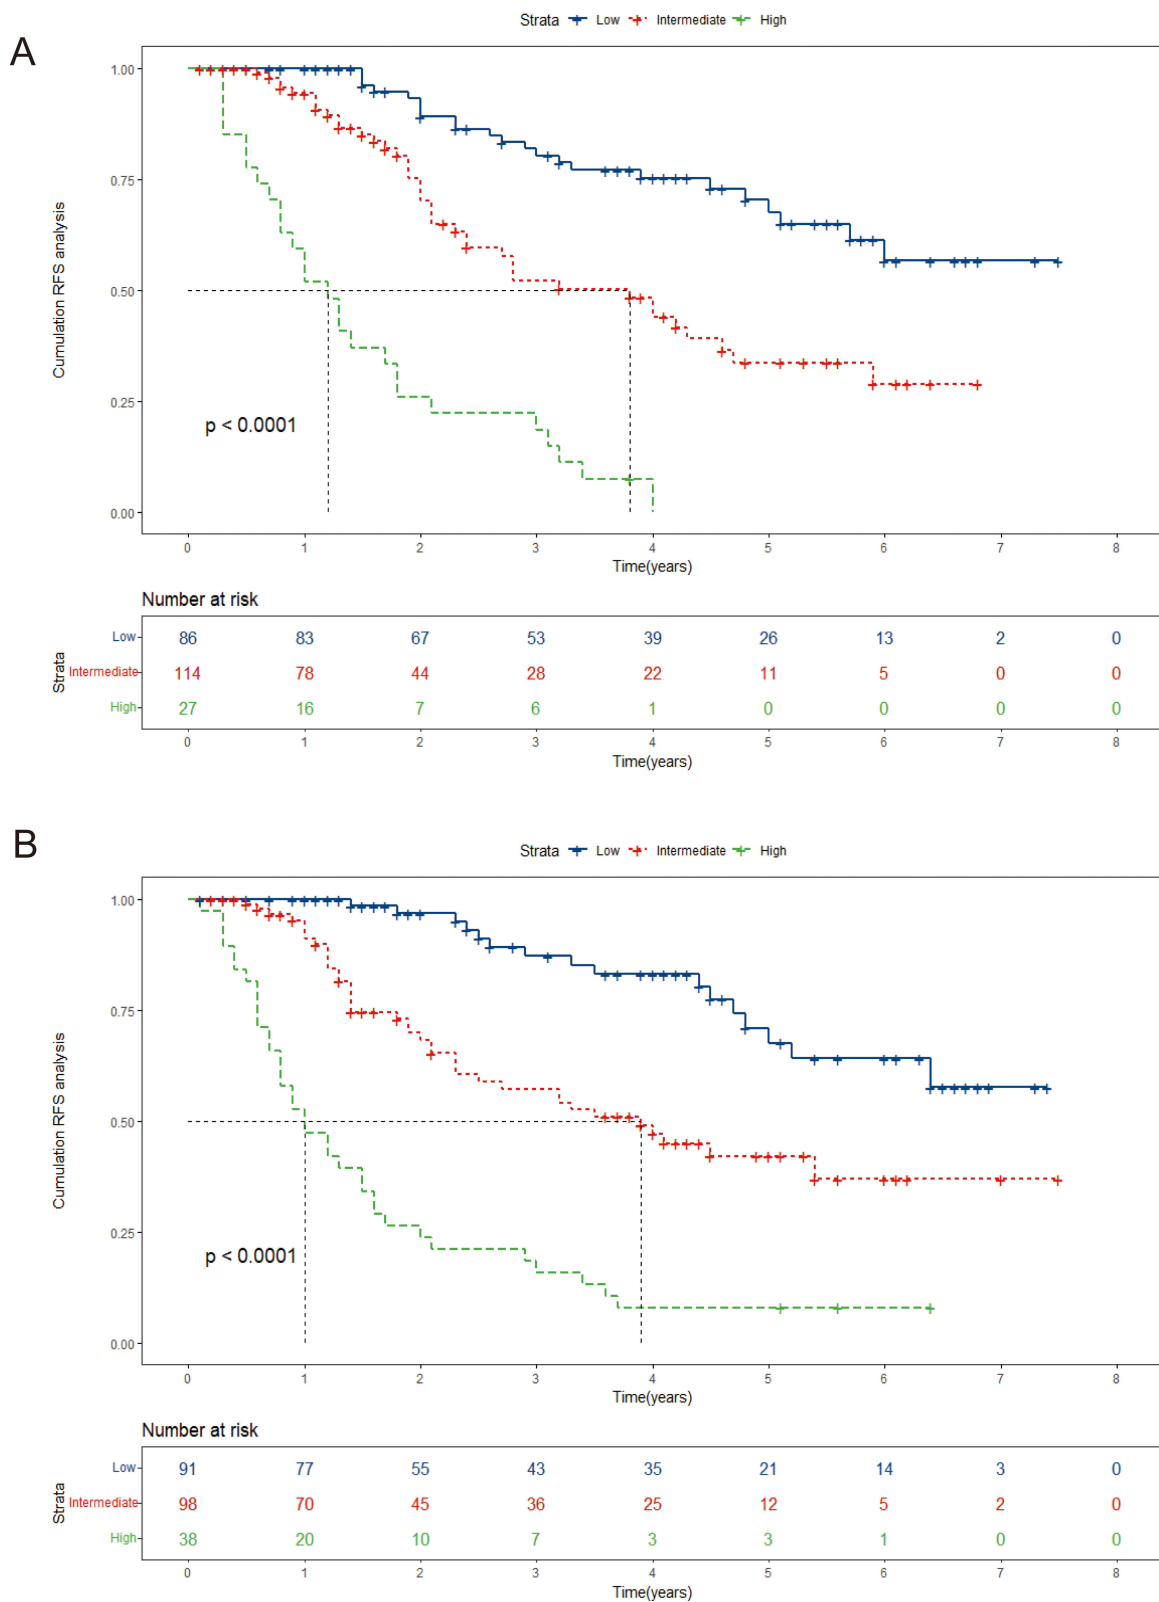 A
Strata Low Intermediate High
1.00
0.75
0.50
0.25
0.00
Cumulation RFS analysis
p < 0.0001
0 1 2 3 4 5 6 7 8
Time(years)
Number at risk
Strata
Low 86 83 67 53 39 26 13 2 0
Intermediate 114 78 44 28 22 11 5 0 0
High 27 16 7 6 1 0 0 0 0
0 1 2 3 4 5 6 7 8
Time(years)
B
Strata Low Intermediate High
1.00
0.75
0.50
0.25
0.00
Cumulation RFS analysis
p < 0.0001
0 1 2 3 4 5 6 7 8
Time(years)
Number at risk
Strata
Low 91 77 55 43 35 21 14 3 0
Intermediate 98 70 45 36 25 12 5 2 0
High 38 20 10 7 3 3 1 0 0
0 1 2 3 4 5 6 7 8
Time(years)